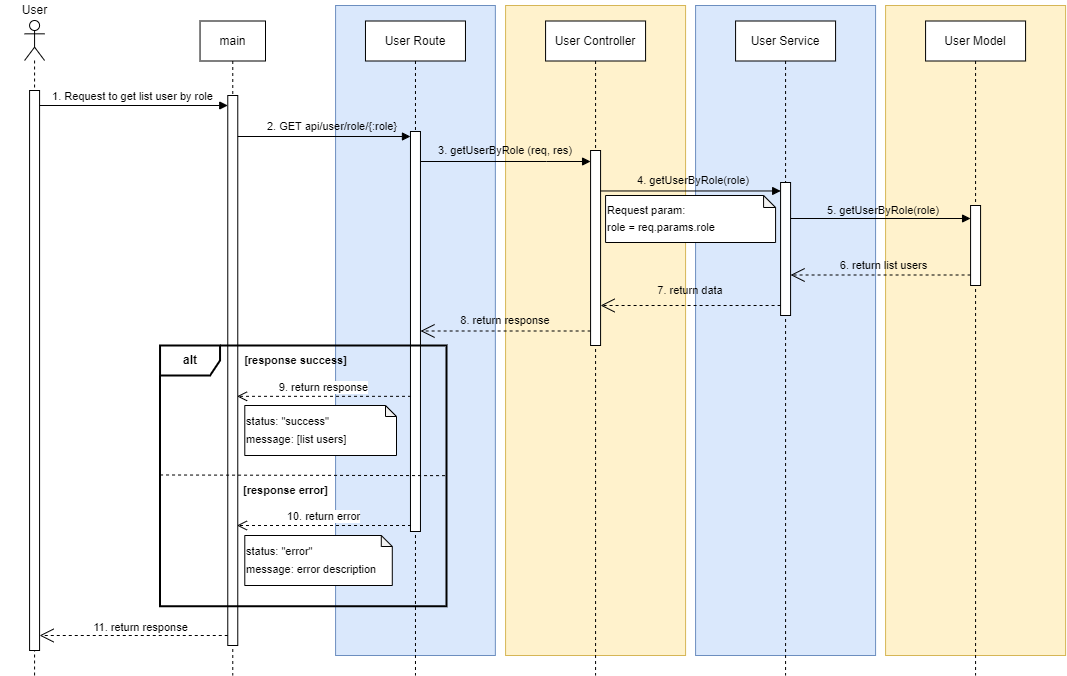 User
main
User Route
User Controller
User Service
User Model
1. Request to get list user by role
2. GET api/user/role/{:role}
3. getUserByRole (req, res)
4. getUserByRole(role)
Request param:
role = req.params.role
5. getUserByRole(role)
6. return list users
7. return data
8. return response
alt
[response success]
9. return response
status: "success"
message: [list users]
[response error]
10. return error
status: "error"
message: error description
11. return response